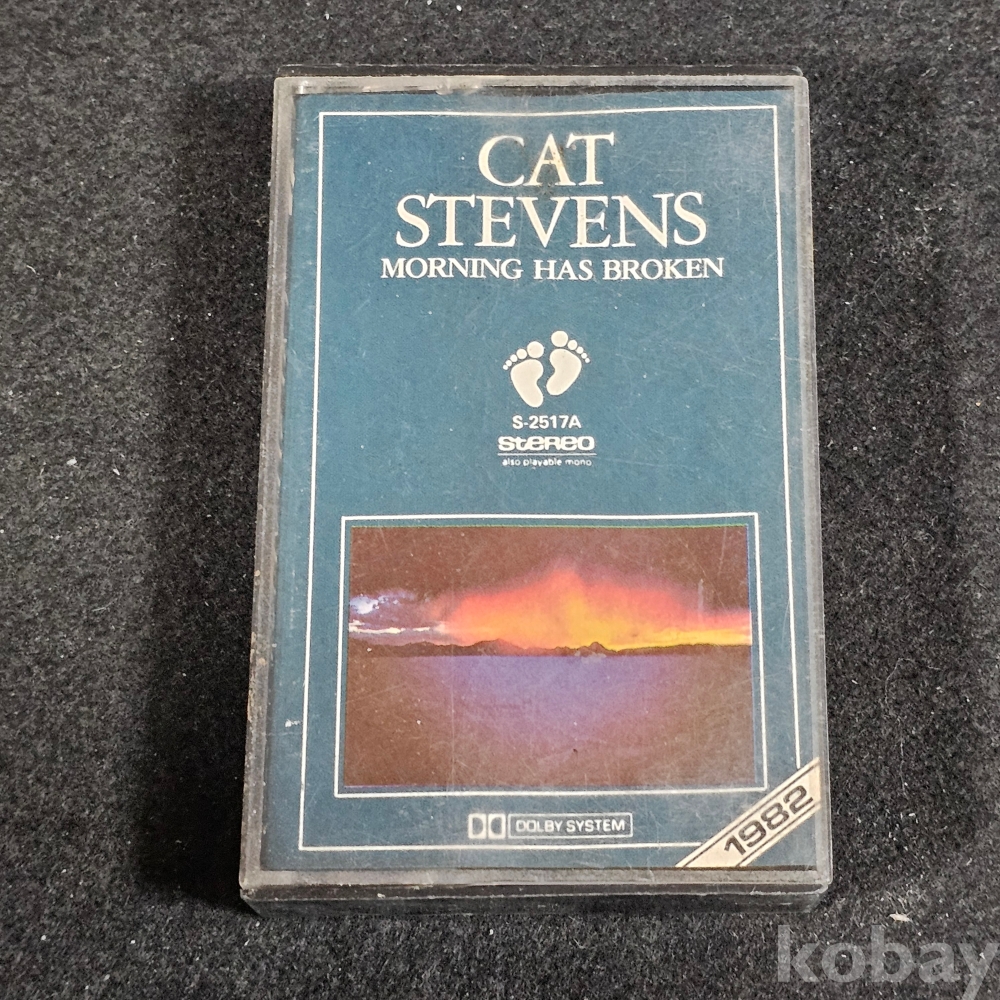 CAT
STEVENS
MORNING HAS BROKEN
S-2517A
STEREO
also playable mono
DOLBY SYSTEM
1982
kobay